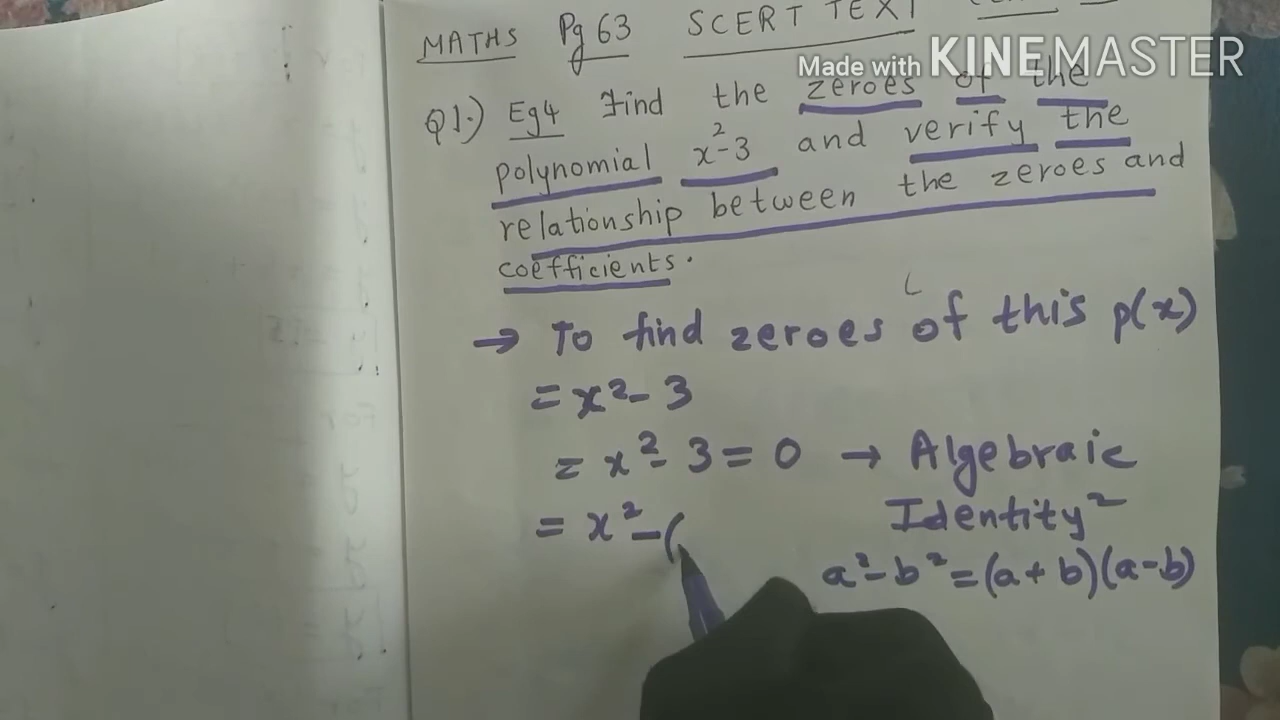 MATHS Pg 63 SCERT TEXT
Made with KINEMASTER
Q1.) Eg4 Find the zeroes of the
polynomial x²-3 and verify the
relationship between the zeroes and
coefficients.
→ To find zeroes of this p(x)
= x²- 3
= x²- 3 = 0 → Algebraic
Identity²
= x² - (
a²- b² = (a + b)(a - b)